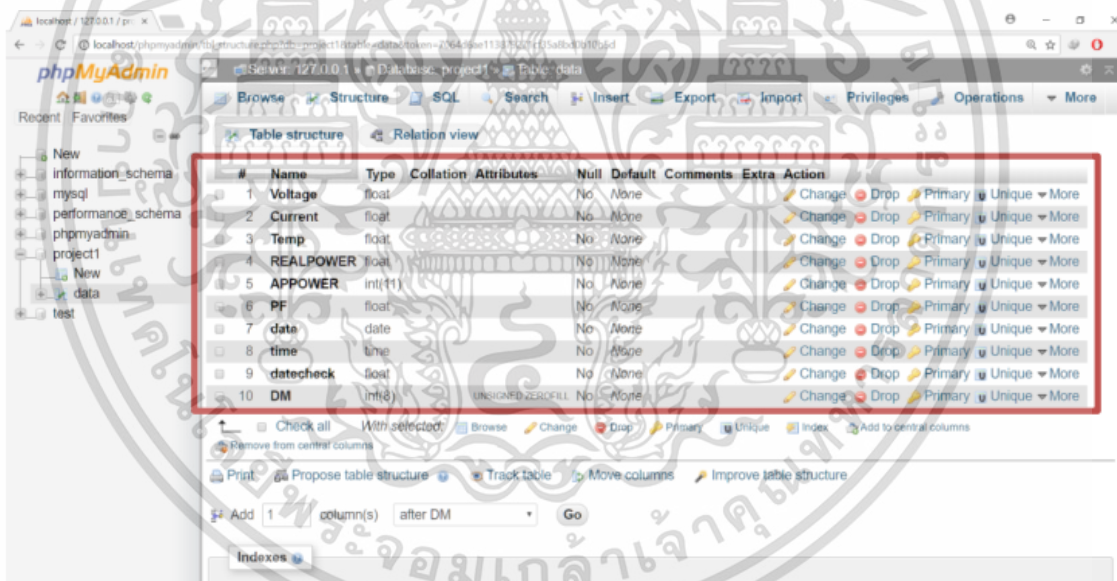 localhost / 127.0.0.1 / pr
phpMyAdmin
Recent Favorites
New
information_schema
mysql
performance_schema
phpmyadmin
project1
New
data
test
Server: 127.0.0.1 » Database: project1 » Table: data
Browse Structure SQL Search Insert Export Import Privileges Operations More
Table structure Relation view
# Name Type Collation Attributes Null Default Comments Extra Action
1 Voltage float No None Change Drop Primary Unique More
2 Current float No None Change Drop Primary Unique More
3 Temp float No None Change Drop Primary Unique More
4 REALPOWER float No None Change Drop Primary Unique More
5 APPOWER int(11) No None Change Drop Primary Unique More
6 PF float No None Change Drop Primary Unique More
7 date date No None Change Drop Primary Unique More
8 time time No None Change Drop Primary Unique More
9 datecheck float No None Change Drop Primary Unique More
10 DM int(8) UNSIGNED ZEROFILL No None Change Drop Primary Unique More
Check all With selected: Browse Change Drop Primary Unique Index Add to central columns
Remove from central columns
Print Propose table structure Track table Move columns Improve table structure
Add 1 column(s) after DM Go
Indexes